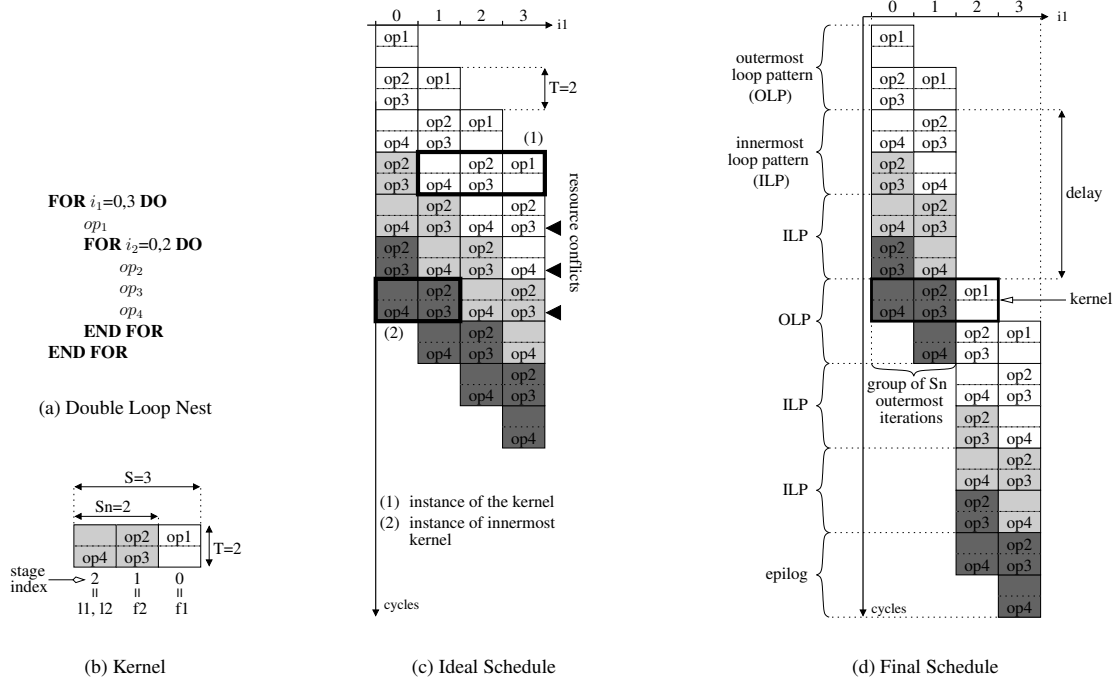 FOR i1=0,3 DO
op1
FOR i2=0,2 DO
op2
op3
op4
END FOR
END FOR
(a) Double Loop Nest
S=3
Sn=2
op2 op1
op4 op3
T=2
stage
index
2 1 0
= = =
l1, l2 f2 f1
(b) Kernel
0 1 2 3
i1
op1
op2 op1
op3
T=2
op2 op1
op4 op3
(1)
op2 op2 op1
op3 op4 op3
op2 op2
op4 op3 op4 op3
op2 op2
op3 op4 op3 op4
op2 op2
op4 op3 op4 op3
resource conflicts
(2)
op2
op4 op3 op4
op2
op4 op3
op4
(1) instance of the kernel
(2) instance of innermost
kernel
cycles
(c) Ideal Schedule
0 1 2 3
i1
outermost
loop pattern
(OLP)
op1
op2 op1
op3
innermost
loop pattern
(ILP)
op2
op4 op3
op2
op3 op4
delay
ILP
op2
op4 op3
op2
op3 op4
OLP
op2 op1
op4 op3
kernel
op2 op1
op4 op3
group of Sn
outermost
iterations
ILP
op2
op4 op3
op2
op3 op4
ILP
op2
op4 op3
op2
op3 op4
epilog
op2
op4 op3
op4
cycles
(d) Final Schedule